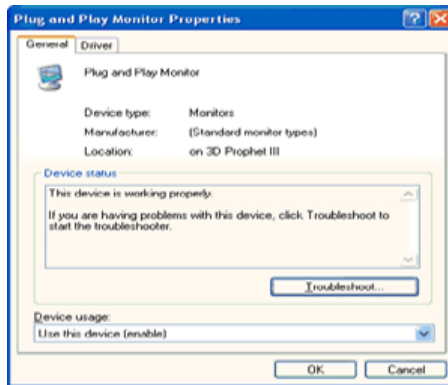 Plug and Play Monitor Properties
General Driver
Plug and Play Monitor
Device type: Monitors
Manufacturer: (Standard monitor types)
Location: on 3D Prophet III
Device status
This device is working properly.
If you are having problems with this device, click Troubleshoot to
start the troubleshooter.
Troubleshoot...
Device usage:
Use this device (enable)
OK Cancel